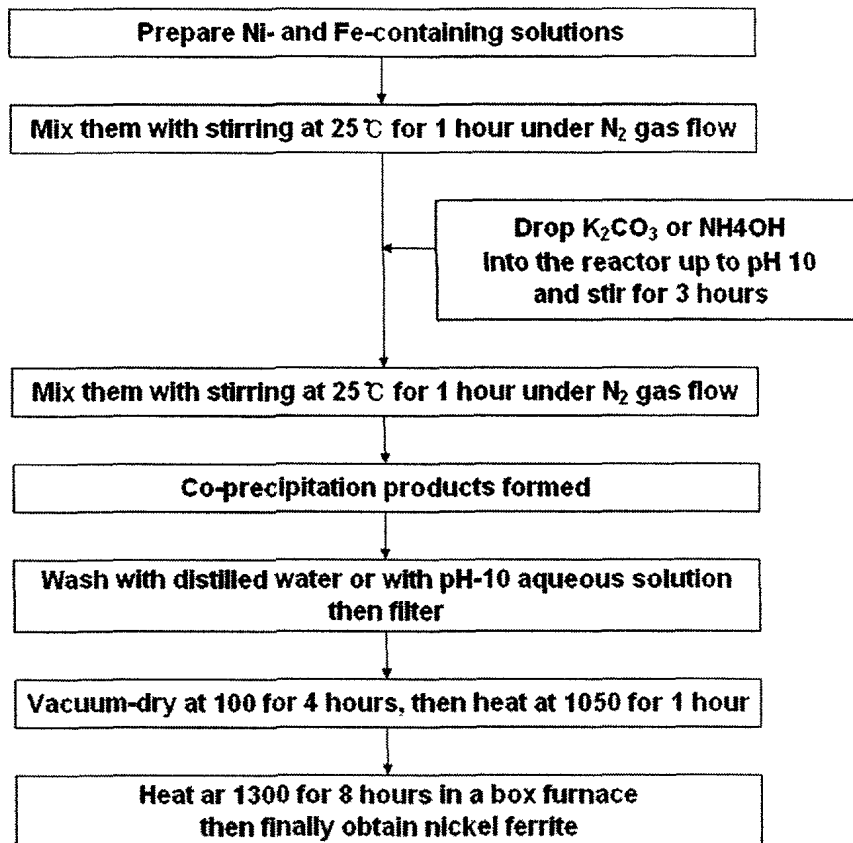 Prepare Ni- and Fe-containing solutions
Mix them with stirring at 25℃ for 1 hour under N₂ gas flow
Drop K₂CO₃ or NH4OH
into the reactor up to pH 10
and stir for 3 hours
Mix them with stirring at 25℃ for 1 hour under N₂ gas flow
Co-precipitation products formed
Wash with distilled water or with pH-10 aqueous solution
then filter
Vacuum-dry at 100 for 4 hours, then heat at 1050 for 1 hour
Heat ar 1300 for 8 hours in a box furnace
then finally obtain nickel ferrite